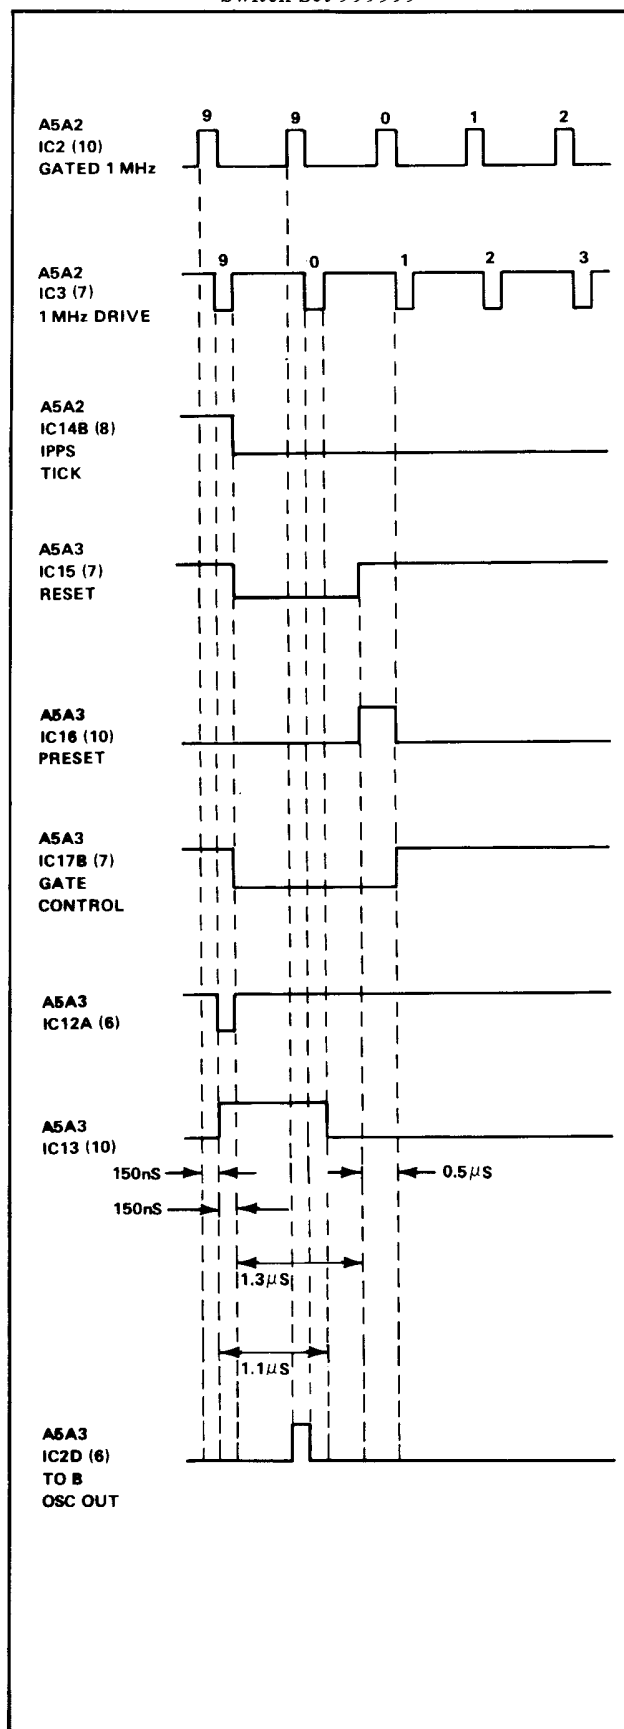 9 9 0 1 2
A5A2
IC2 (10)
GATED 1 MHz
9 0 1 2 3
A5A2
IC3 (7)
1 MHz DRIVE
A5A2
IC14B (8)
IPPS
TICK
A5A3
IC15 (7)
RESET
A5A3
IC16 (10)
PRESET
A5A3
IC17B (7)
GATE
CONTROL
A5A3
IC12A (6)
A5A3
IC13 (10)
150nS
0.5μS
150nS
1.3μS
1.1μS
A5A3
IC2D (6)
TO B
OSC OUT